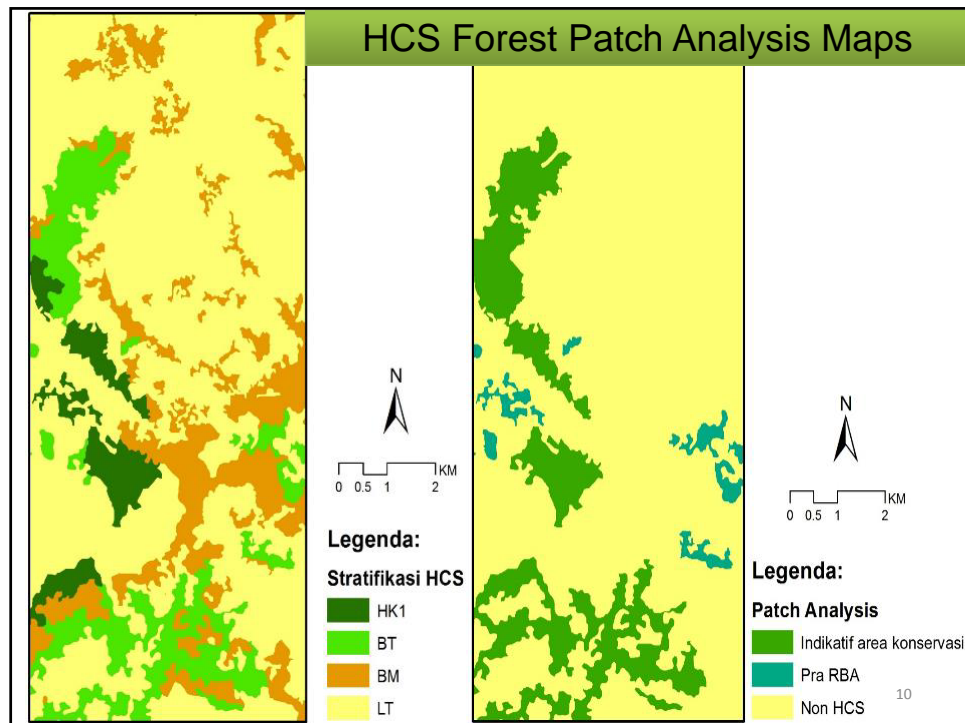 HCS Forest Patch Analysis Maps
N
KM
0 0.5 1 2
Legenda:
Stratifikasi HCS
HK1
BT
BM
LT
N
KM
0 0.5 1 2
Legenda:
Patch Analysis
Indikatif area konservasi
Pra RBA
Non HCS
10